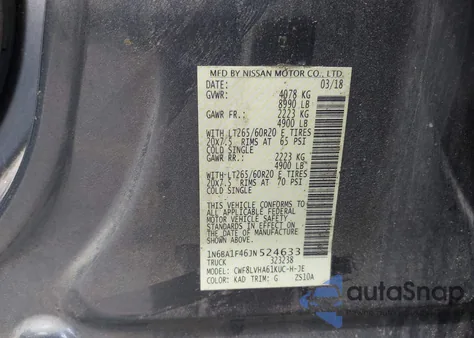 MFD BY NISSAN MOTOR CO., LTD.
DATE: 03/18
GVWR: 4078 KG
8990 LB
GAWR FR.: 2223 KG
4900 LB
WITH LT265/60R20 E TIRES
20X7.5 RIMS AT 65 PSI
COLD SINGLE
GAWR RR.: 2223 KG
4900 LB
WITH LT265/60R20 E TIRES
20X7.5 RIMS AT 70 PSI
COLD SINGLE
THIS VEHICLE CONFORMS TO ALL
APPLICABLE FEDERAL MOTOR
VEHICLE SAFETY STANDARDS IN
EFFECT ON THE DATE OF
MANUFACTURE SHOWN ABOVE.
1N6BA1F46JN524633
TRUCK 323238
MODEL: CWF8LVHA61KUC-H-JE
COLOR: KAD TRIM: G ZS10A
autoSnap